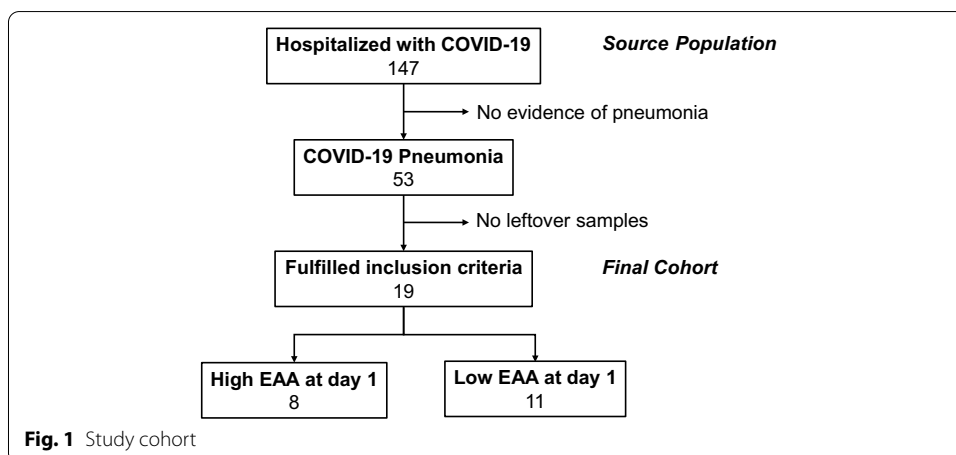 Hospitalized with COVID-19
147
Source Population
No evidence of pneumonia
COVID-19 Pneumonia
53
No leftover samples
Fulfilled inclusion criteria
19
Final Cohort
High EAA at day 1
8
Low EAA at day 1
11
Fig. 1 Study cohort